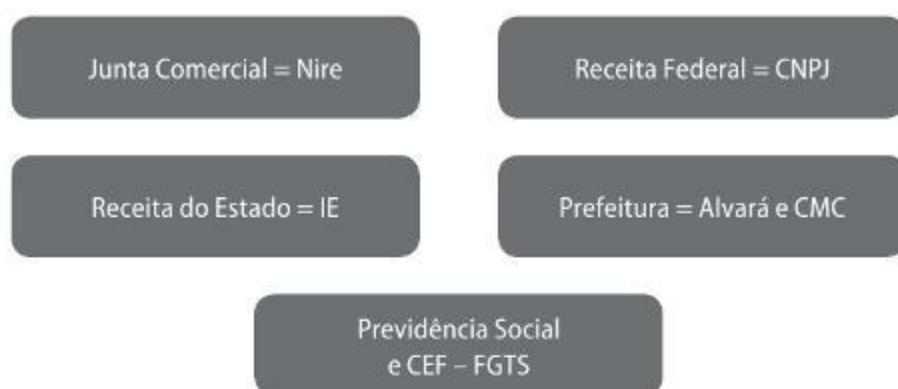 Junta Comercial = Nire
Receita Federal = CNPJ
Receita do Estado = IE
Prefeitura = Alvará e CMC
Previdência Social
e CEF – FGTS